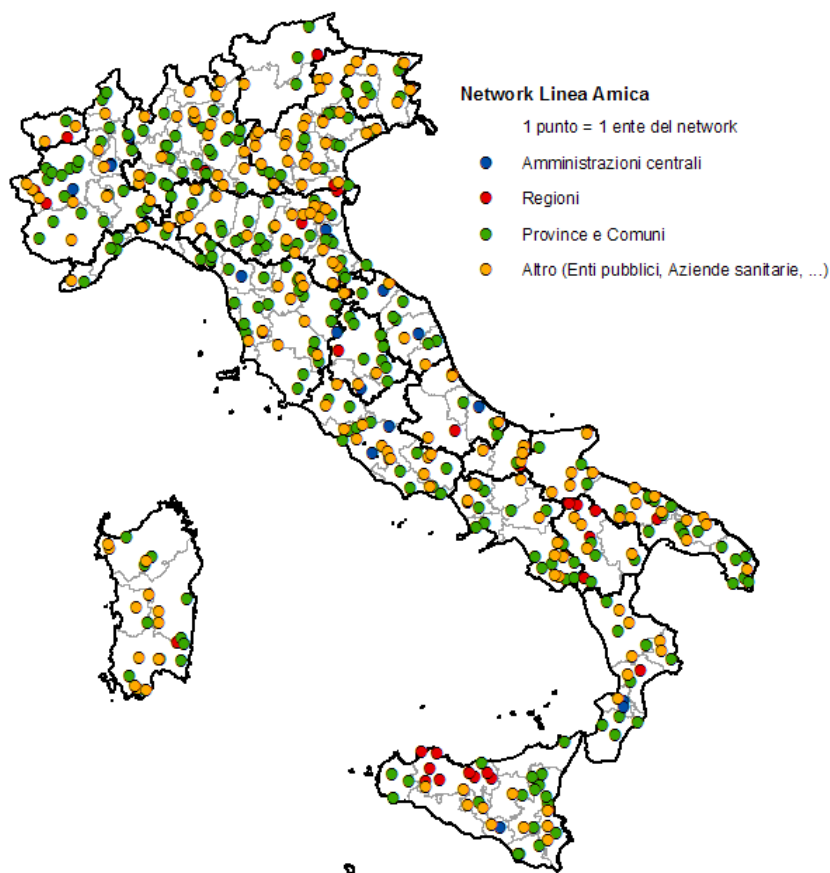 Network Linea Amica
1 punto = 1 ente del network
Amministrazioni centrali
Regioni
Province e Comuni
Altro (Enti pubblici, Aziende sanitarie, ...)